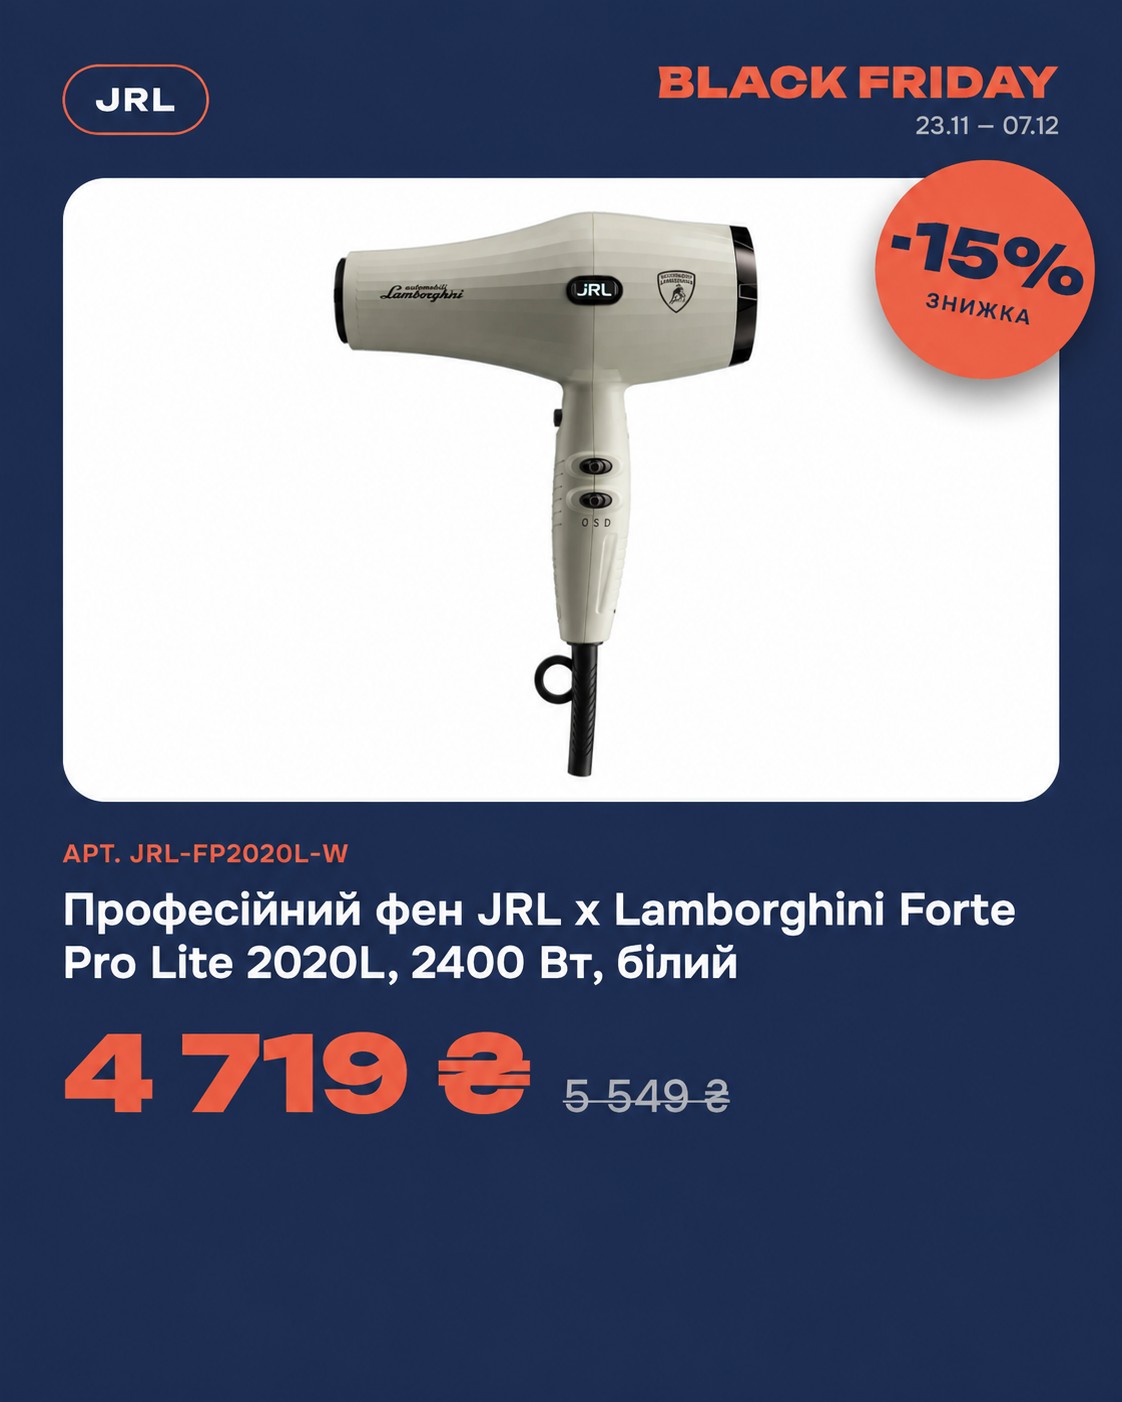 JRL
BLACK FRIDAY
23.11 – 07.12
-15%
ЗНИЖКА
automobili
Lamborghini
JRL
OSD
АРТ. JRL-FP2020L-W
Професійний фен JRL x Lamborghini Forte
Pro Lite 2020L, 2400 Вт, білий
4 719 ₴ 5 549 ₴